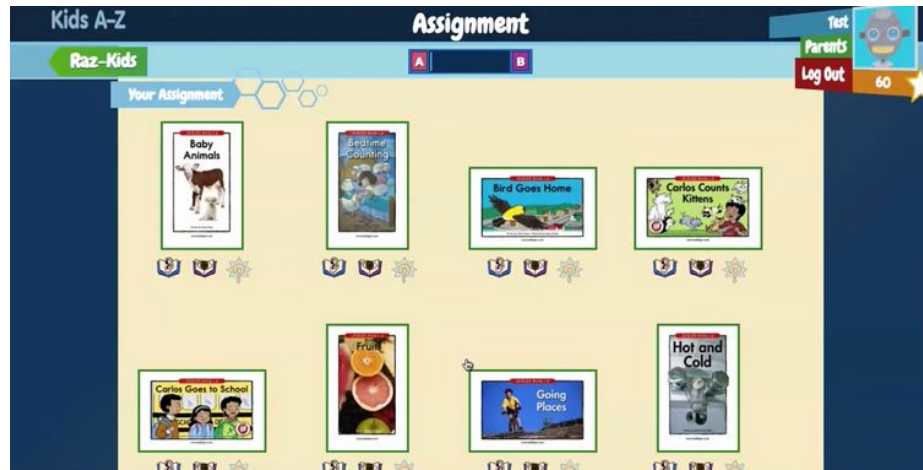 Kids A-Z
Assignment
Test
Parents
Log Out
60
Raz-Kids
A
B
Your Assignment
Baby
Animals
Bedtime
Counting
Bird Goes Home
Carlos Counts
Kittens
Carlos Goes to School
Fruit
Going
Places
Hot and
Cold